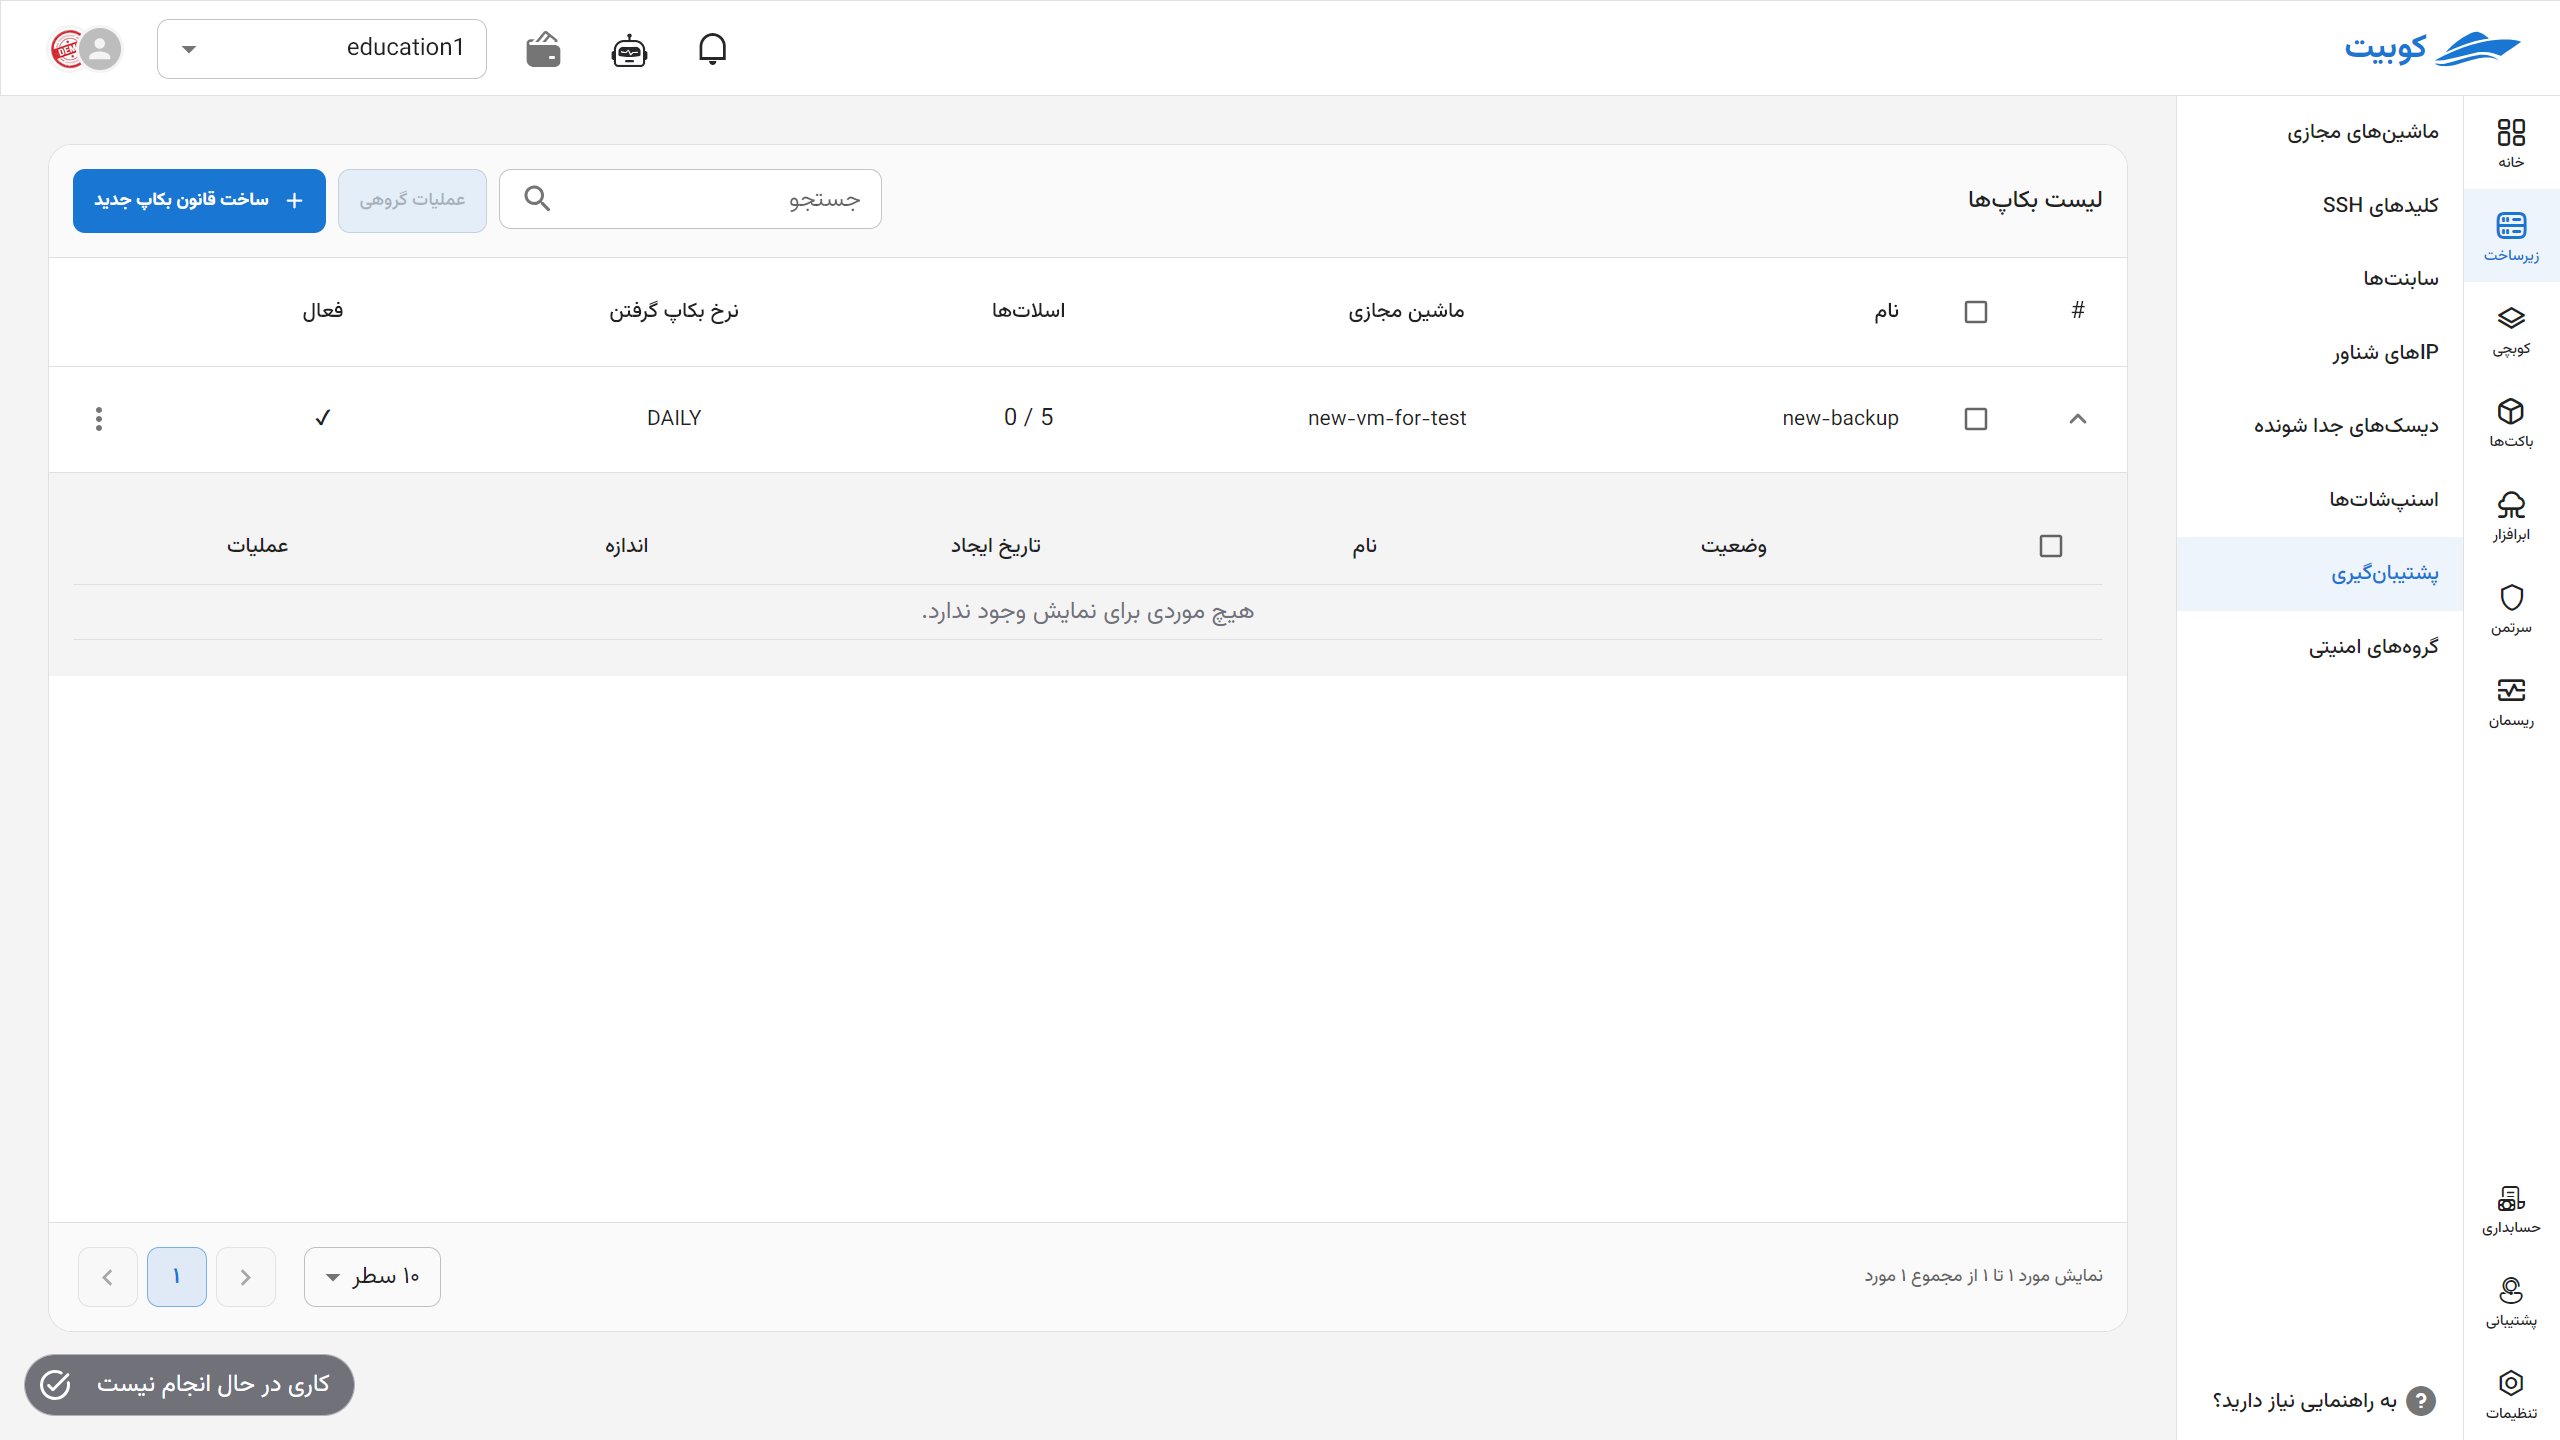 کوبیت
education1
خانه
زیرساخت
کوبچی
باکت‌ها
ابرافزار
سرتمن
ریسمان
حسابداری
پشتیبانی
تنظیمات
ماشین‌های مجازی
کلیدهای SSH
سابنت‌ها
IPهای شناور
دیسک‌های جدا شونده
اسنپ‌شات‌ها
پشتیبان‌گیری
گروه‌های امنیتی
به راهنمایی نیاز دارید؟
لیست بکاپ‌ها
جستجو
عملیات گروهی
ساخت قانون بکاپ جدید
# نام ماشین مجازی اسلات‌ها نرخ بکاپ گرفتن فعال
new-backup new-vm-for-test 0 / 5 DAILY ✓
وضعیت نام تاریخ ایجاد اندازه عملیات
هیچ موردی برای نمایش وجود ندارد.
نمایش مورد ۱ تا ۱ از مجموع ۱ مورد
۱۰ سطر
۱
کاری در حال انجام نیست